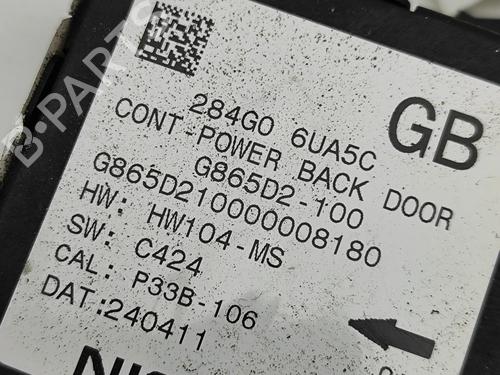 284G0 6UA5C
GB
CONT-POWER BACK DOOR
G865D2-100
G865D210000008180
HW: HW104-MS
SW: C424
CAL: P33B-106
DAT:240411
B-PARTS